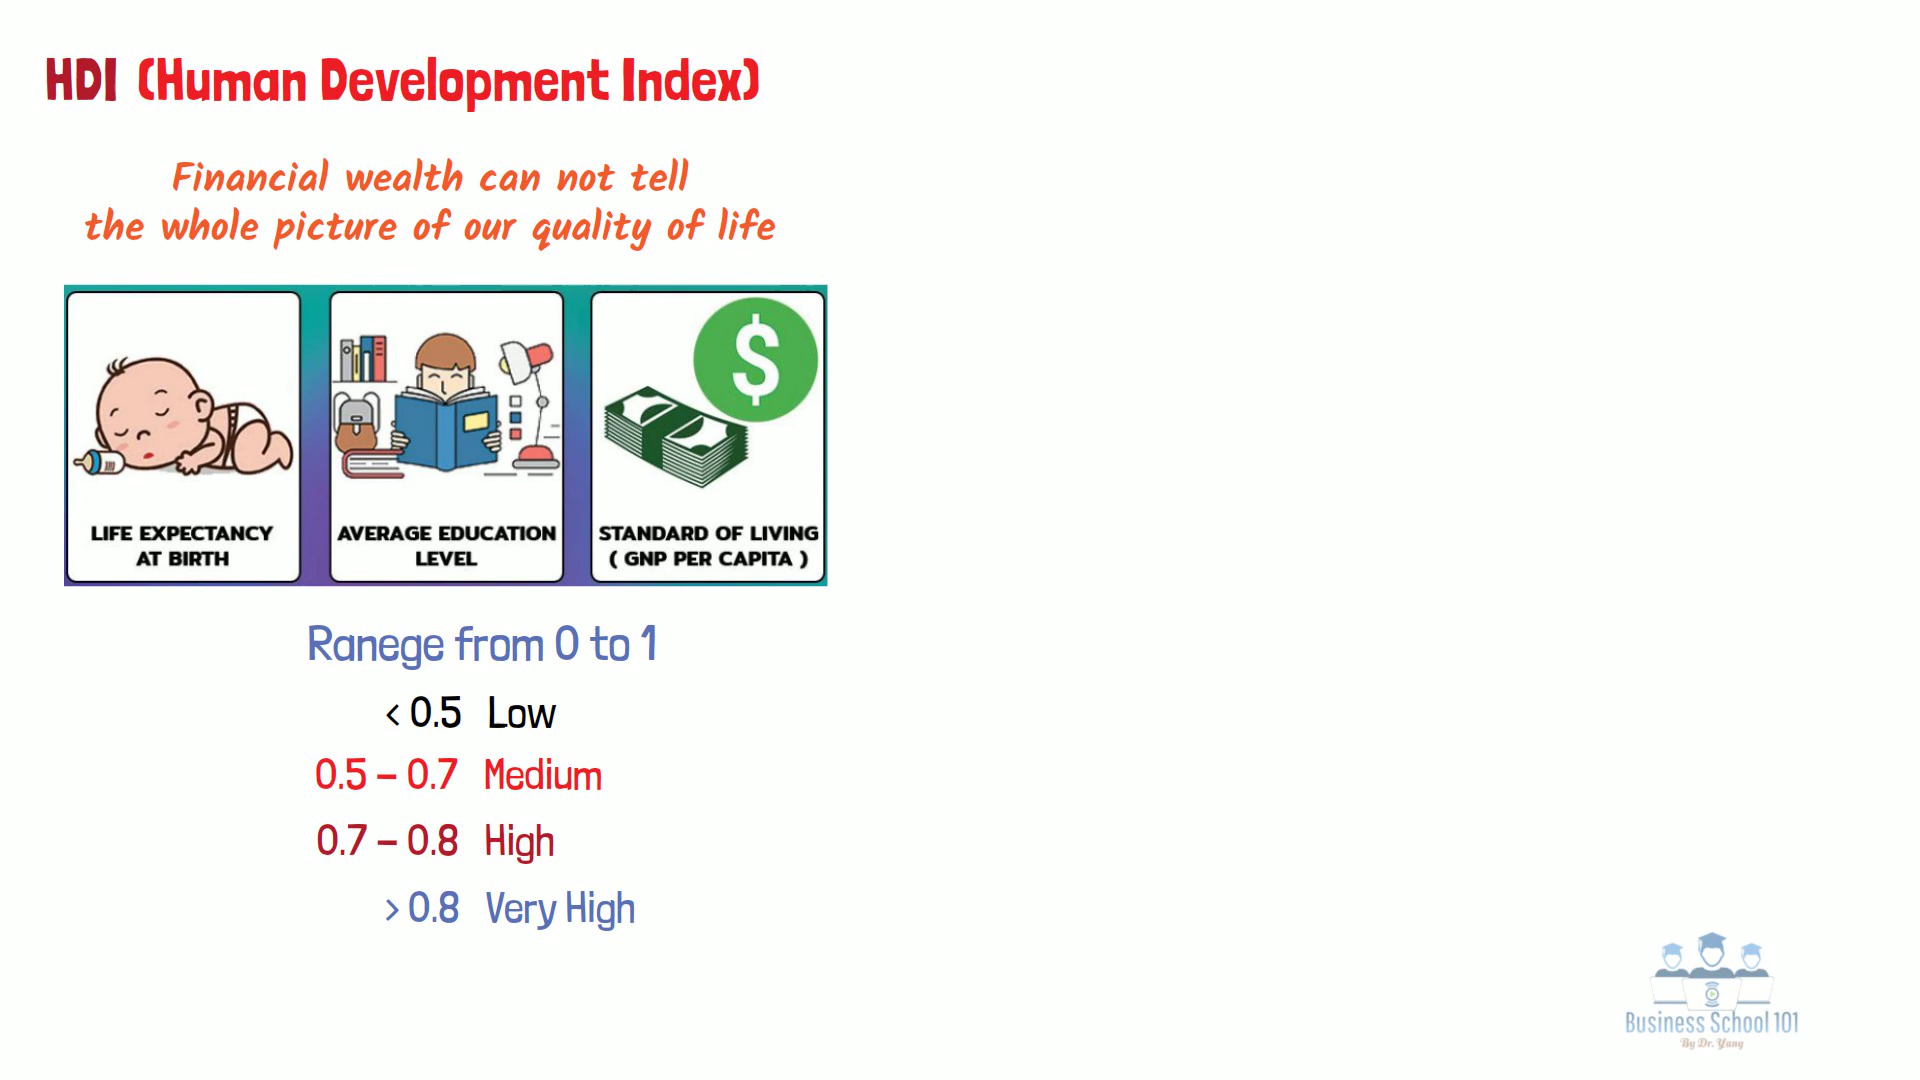 HDI (Human Development Index)
Financial wealth can not tell
the whole picture of our quality of life
$
LIFE EXPECTANCY
AT BIRTH
AVERAGE EDUCATION
LEVEL
STANDARD OF LIVING
( GNP PER CAPITA )
Ranege from 0 to 1
< 0.5 Low
0.5 – 0.7 Medium
0.7 – 0.8 High
> 0.8 Very High
Business School 101
By Dr. Yang